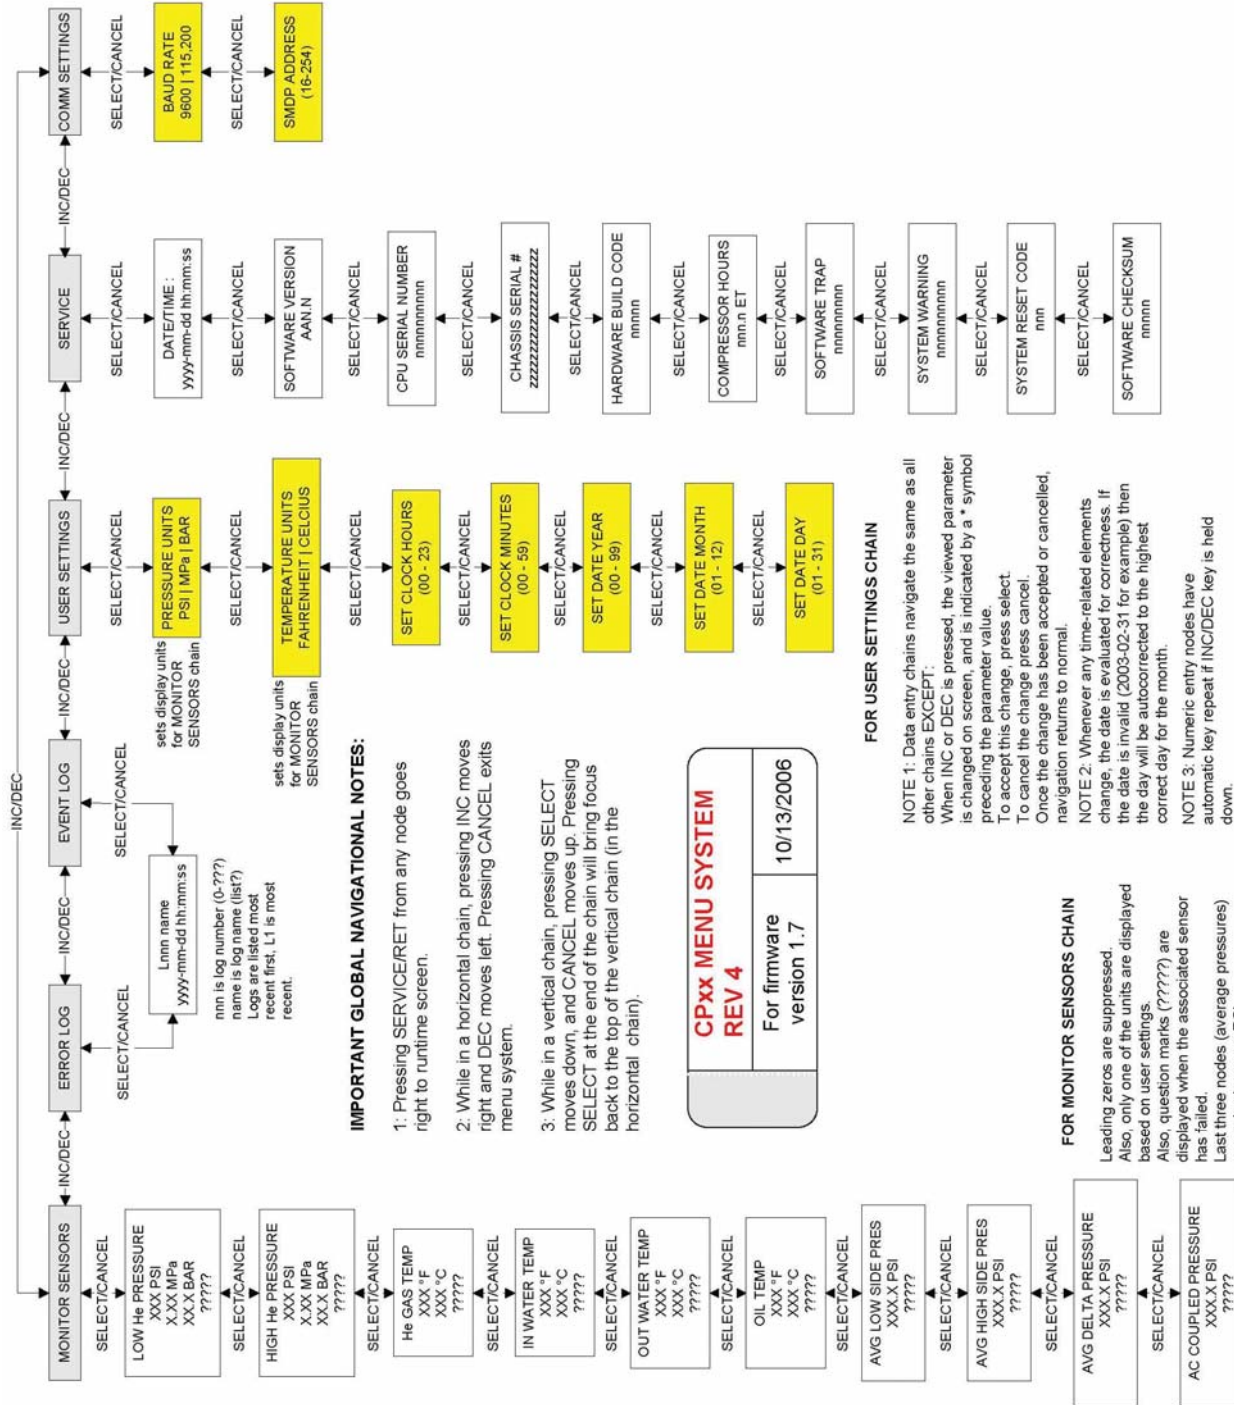 INC/DEC
MONITOR SENSORS
INC/DEC
ERROR LOG
INC/DEC
EVENT LOG
INC/DEC
USER SETTINGS
INC/DEC
SERVICE
INC/DEC
COMM SETTINGS
SELECT/CANCEL
LOW He PRESSURE
XXX PSI
X.XX MPa
XX.X BAR
?????
SELECT/CANCEL
HIGH He PRESSURE
XXX PSI
X.XX MPa
XX.X BAR
?????
SELECT/CANCEL
He GAS TEMP
XXX °F
XXX °C
?????
SELECT/CANCEL
IN WATER TEMP
XXX °F
XXX °C
?????
SELECT/CANCEL
OUT WATER TEMP
XXX °F
XXX °C
?????
SELECT/CANCEL
OIL TEMP
XXX °F
XXX °C
?????
SELECT/CANCEL
AVG LOW SIDE PRES
XXX.X PSI
?????
SELECT/CANCEL
AVG HIGH SIDE PRES
XXX.X PSI
?????
SELECT/CANCEL
AVG DELTA PRESSURE
XXX.X PSI
?????
SELECT/CANCEL
AC COUPLED PRESSURE
XXX.X PSI
?????
SELECT/CANCEL
SELECT/CANCEL
Lnnn name
yyyy-mm-dd hh:mm:ss
nnn is log number (0-???)
name is log name (list?)
Logs are listed most
recent first, L1 is most
recent.
SELECT/CANCEL
sets display units
for MONITOR
SENSORS chain
PRESSURE UNITS
PSI | MPa | BAR
SELECT/CANCEL
sets display units
for MONITOR
SENSORS chain
TEMPERATURE UNITS
FAHRENHEIT | CELCIUS
SELECT/CANCEL
SET CLOCK HOURS
(00 - 23)
SELECT/CANCEL
SET CLOCK MINUTES
(00 - 59)
SELECT/CANCEL
SET DATE YEAR
(00 - 99)
SELECT/CANCEL
SET DATE MONTH
(01 - 12)
SELECT/CANCEL
SET DATE DAY
(01 - 31)
SELECT/CANCEL
DATE/TIME :
yyyy-mm-dd hh:mm:ss
SELECT/CANCEL
SOFTWARE VERSION
AAN.N
SELECT/CANCEL
CPU SERIAL NUMBER
nnnnnnnnnn
SELECT/CANCEL
CHASSIS SERIAL #
zzzzzzzzzzzzzzzzzzzzzz
SELECT/CANCEL
HARDWARE BUILD CODE
nnnnn
SELECT/CANCEL
COMPRESSOR HOURS
nnn.n ET
SELECT/CANCEL
SOFTWARE TRAP
nnnnnnnnnn
SELECT/CANCEL
SYSTEM WARNING
nnnnnnnnnn
SELECT/CANCEL
SYSTEM RESET CODE
nnn
SELECT/CANCEL
SOFTWARE CHECKSUM
nnnnn
SELECT/CANCEL
BAUD RATE
9600 | 115,200
SELECT/CANCEL
SMDP ADDRESS
(16-254)
IMPORTANT GLOBAL NAVIGATIONAL NOTES:
1: Pressing SERVICE/RET from any node goes
right to runtime screen.
2: While in a horizontal chain, pressing INC moves
right and DEC moves left. Pressing CANCEL exits
menu system.
3: While in a vertical chain, pressing SELECT
moves down, and CANCEL moves up. Pressing
SELECT at the end of the chain will bring focus
back to the top of the vertical chain (in the
horizontal chain).
CPxx MENU SYSTEM
REV 4
For firmware
version 1.7
10/13/2006
FOR MONITOR SENSORS CHAIN
Leading zeros are suppressed.
Also, only one of the units are displayed
based on user settings.
Also, question marks (?????) are
displayed when the associated sensor
has failed.
Last three nodes (average pressures)
FOR USER SETTINGS CHAIN
NOTE 1: Data entry chains navigate the same as all
other chains EXCEPT:
When INC or DEC is pressed, the viewed parameter
is changed on screen, and is indicated by a * symbol
preceding the parameter value.
To accept this change, press select.
To cancel the change press cancel.
Once the change has been accepted or cancelled,
navigation returns to normal.
NOTE 2: Whenever any time-related elements
change, the date is evaluated for correctness. If
the date is invalid (2003-02-31 for example) then
the day will be autocorrected to the highest
correct day for the month.
NOTE 3: Numeric entry nodes have
automatic key repeat if INC/DEC key is held
down.